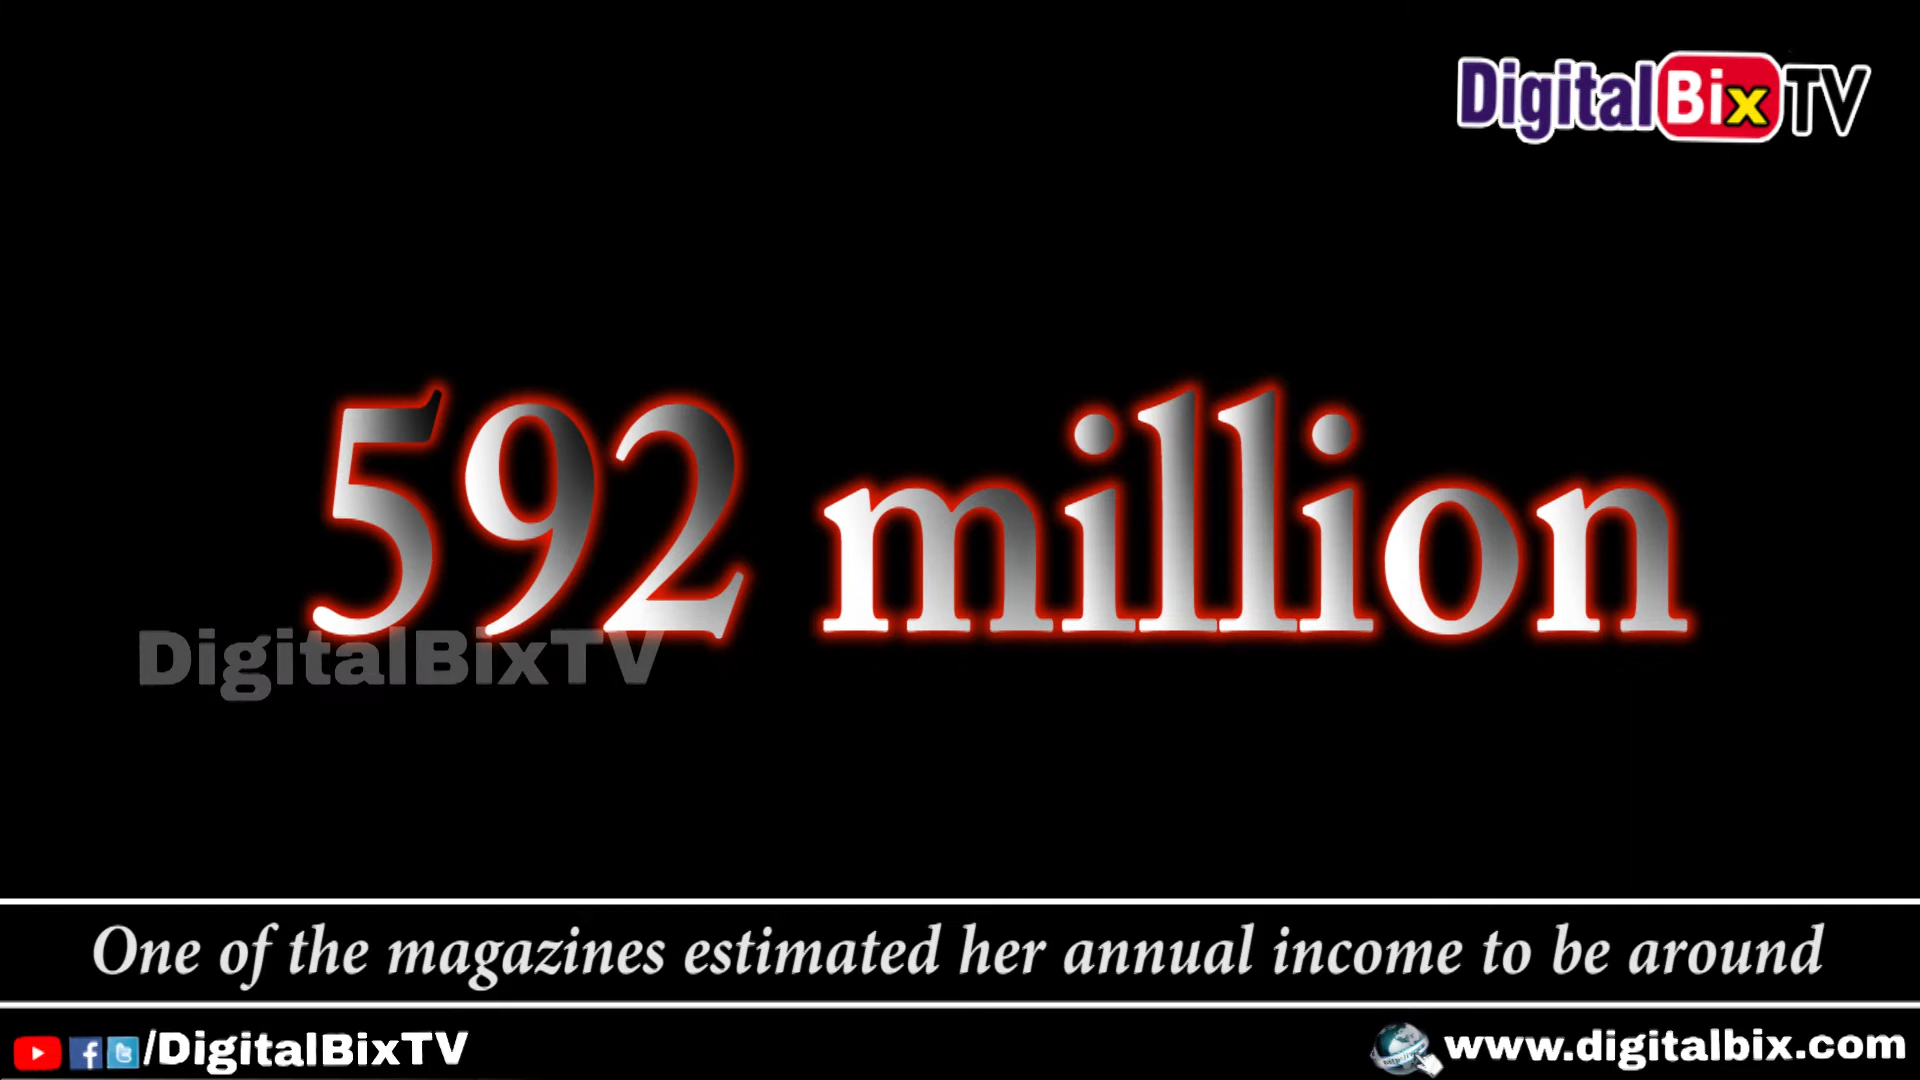 DigitalBixTV
592 million
DigitalBixTV
One of the magazines estimated her annual income to be around
/DigitalBixTV
www.digitalbix.com